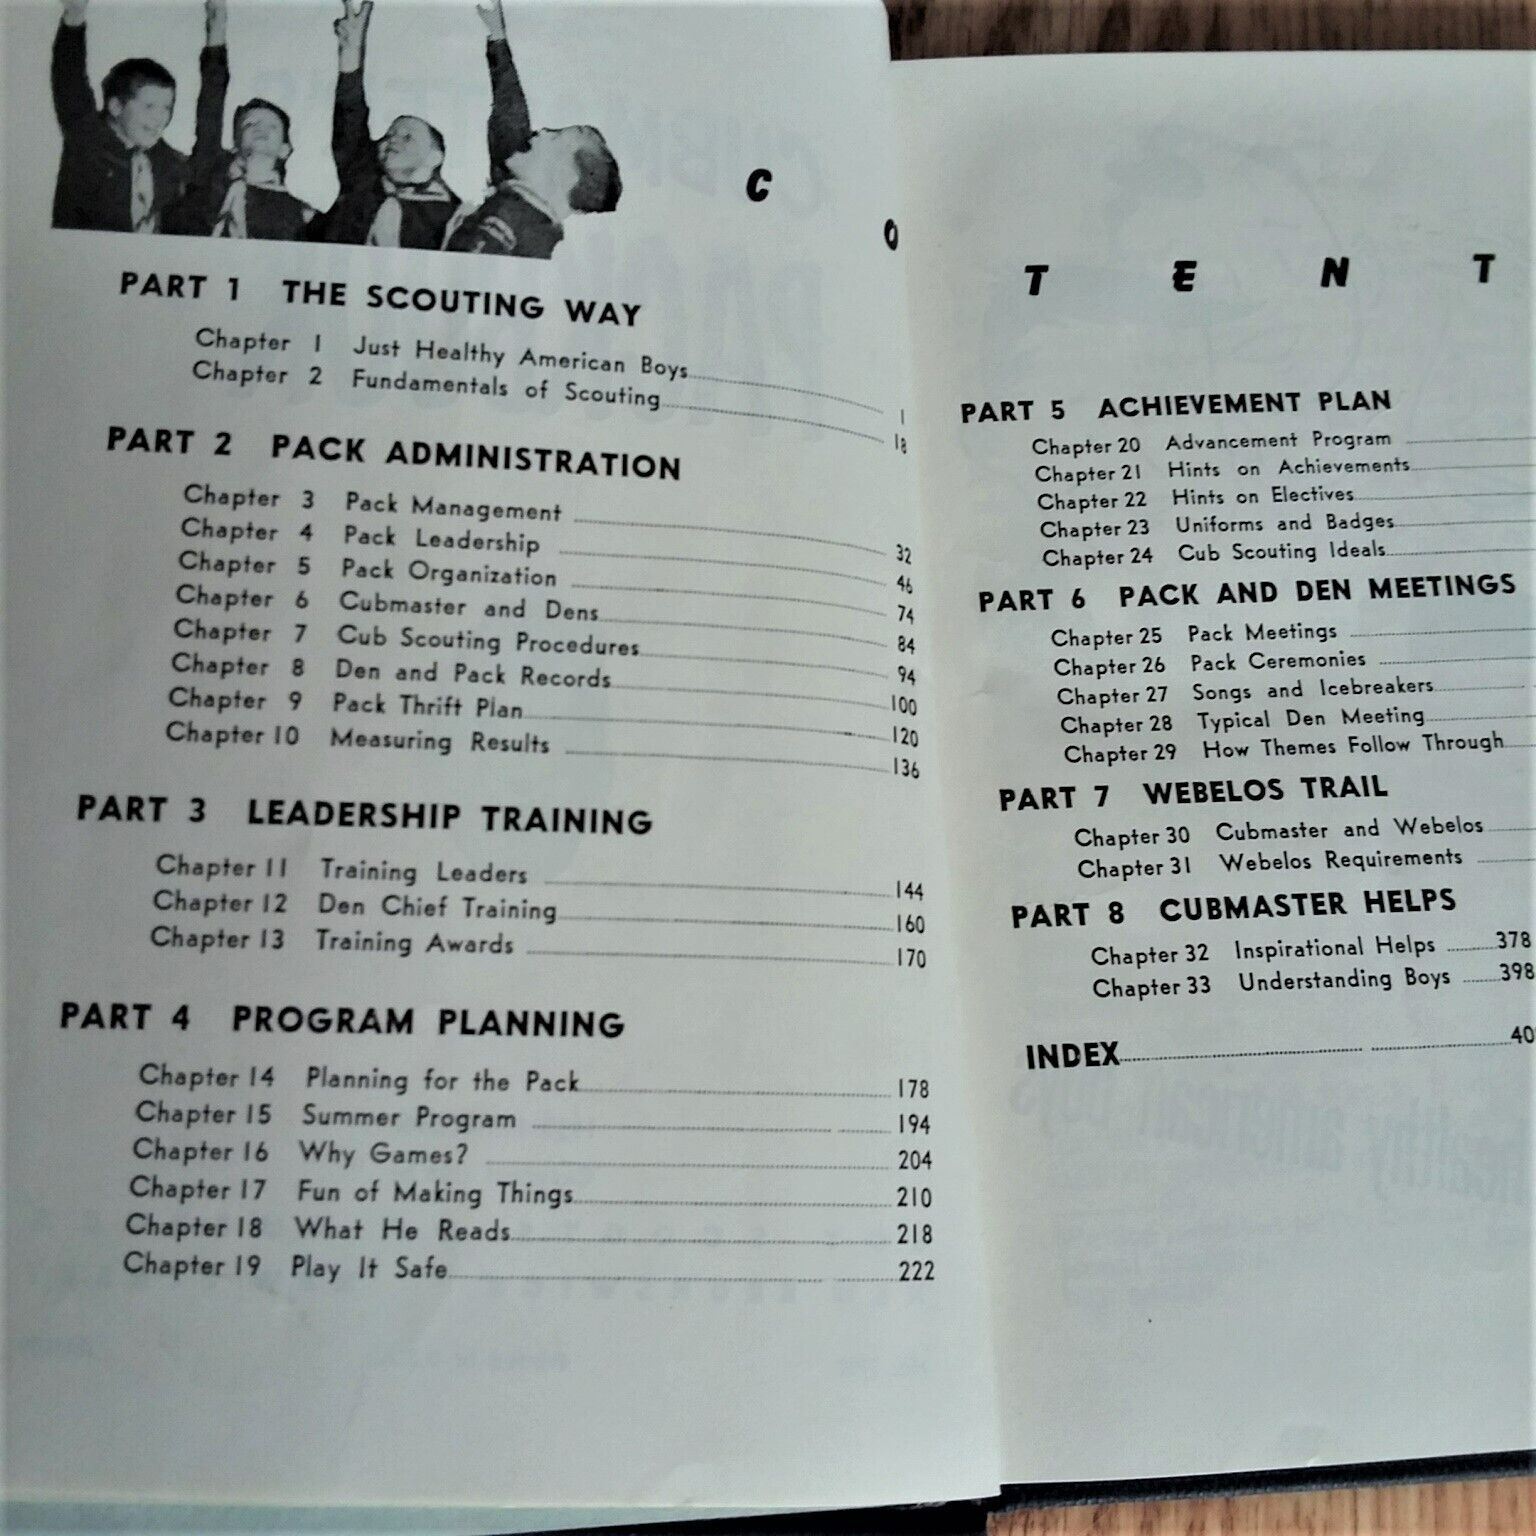 C O
PART 1 THE SCOUTING WAY
Chapter 1 Just Healthy American Boys 1
Chapter 2 Fundamentals of Scouting 18
PART 2 PACK ADMINISTRATION
Chapter 3 Pack Management 32
Chapter 4 Pack Leadership 46
Chapter 5 Pack Organization 74
Chapter 6 Cubmaster and Dens 84
Chapter 7 Cub Scouting Procedures 94
Chapter 8 Den and Pack Records 100
Chapter 9 Pack Thrift Plan 120
Chapter 10 Measuring Results 136
PART 3 LEADERSHIP TRAINING
Chapter 11 Training Leaders 144
Chapter 12 Den Chief Training 160
Chapter 13 Training Awards 170
PART 4 PROGRAM PLANNING
Chapter 14 Planning for the Pack 178
Chapter 15 Summer Program 194
Chapter 16 Why Games? 204
Chapter 17 Fun of Making Things 210
Chapter 18 What He Reads 218
Chapter 19 Play It Safe 222
T E N T
PART 5 ACHIEVEMENT PLAN
Chapter 20 Advancement Program
Chapter 21 Hints on Achievements
Chapter 22 Hints on Electives
Chapter 23 Uniforms and Badges
Chapter 24 Cub Scouting Ideals
PART 6 PACK AND DEN MEETINGS
Chapter 25 Pack Meetings
Chapter 26 Pack Ceremonies
Chapter 27 Songs and Icebreakers
Chapter 28 Typical Den Meeting
Chapter 29 How Themes Follow Through
PART 7 WEBELOS TRAIL
Chapter 30 Cubmaster and Webelos
Chapter 31 Webelos Requirements
PART 8 CUBMASTER HELPS
Chapter 32 Inspirational Helps 378
Chapter 33 Understanding Boys 398
INDEX 40